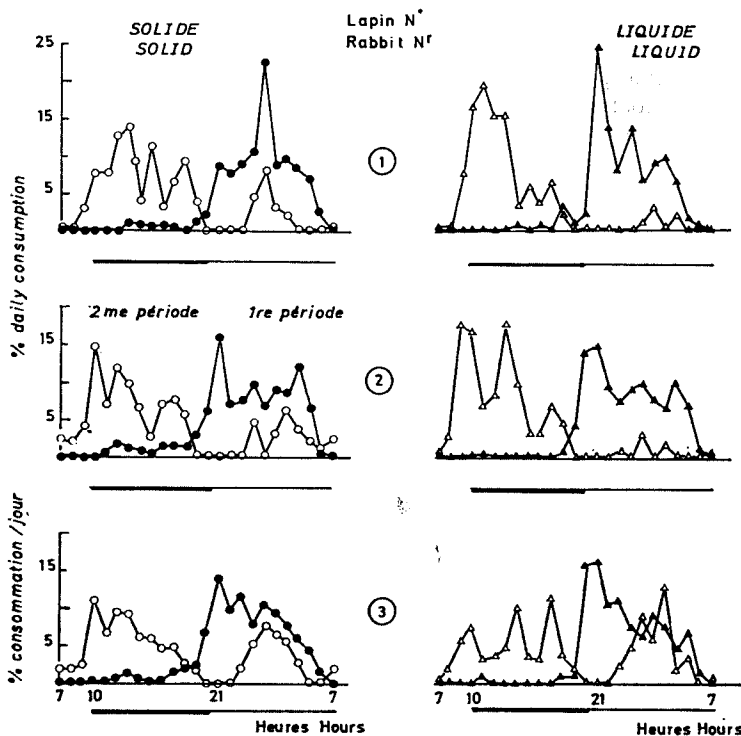 SOLIDE
SOLID
Lapin N°
Rabbit Nr
LIQUIDE
LIQUID
25
15
5
1
% daily consumption
2me période
1re période
15
5
2
% consommation/jour
15
5
3
7 10 21 7
7 10 21 7
Heures Hours
Heures Hours